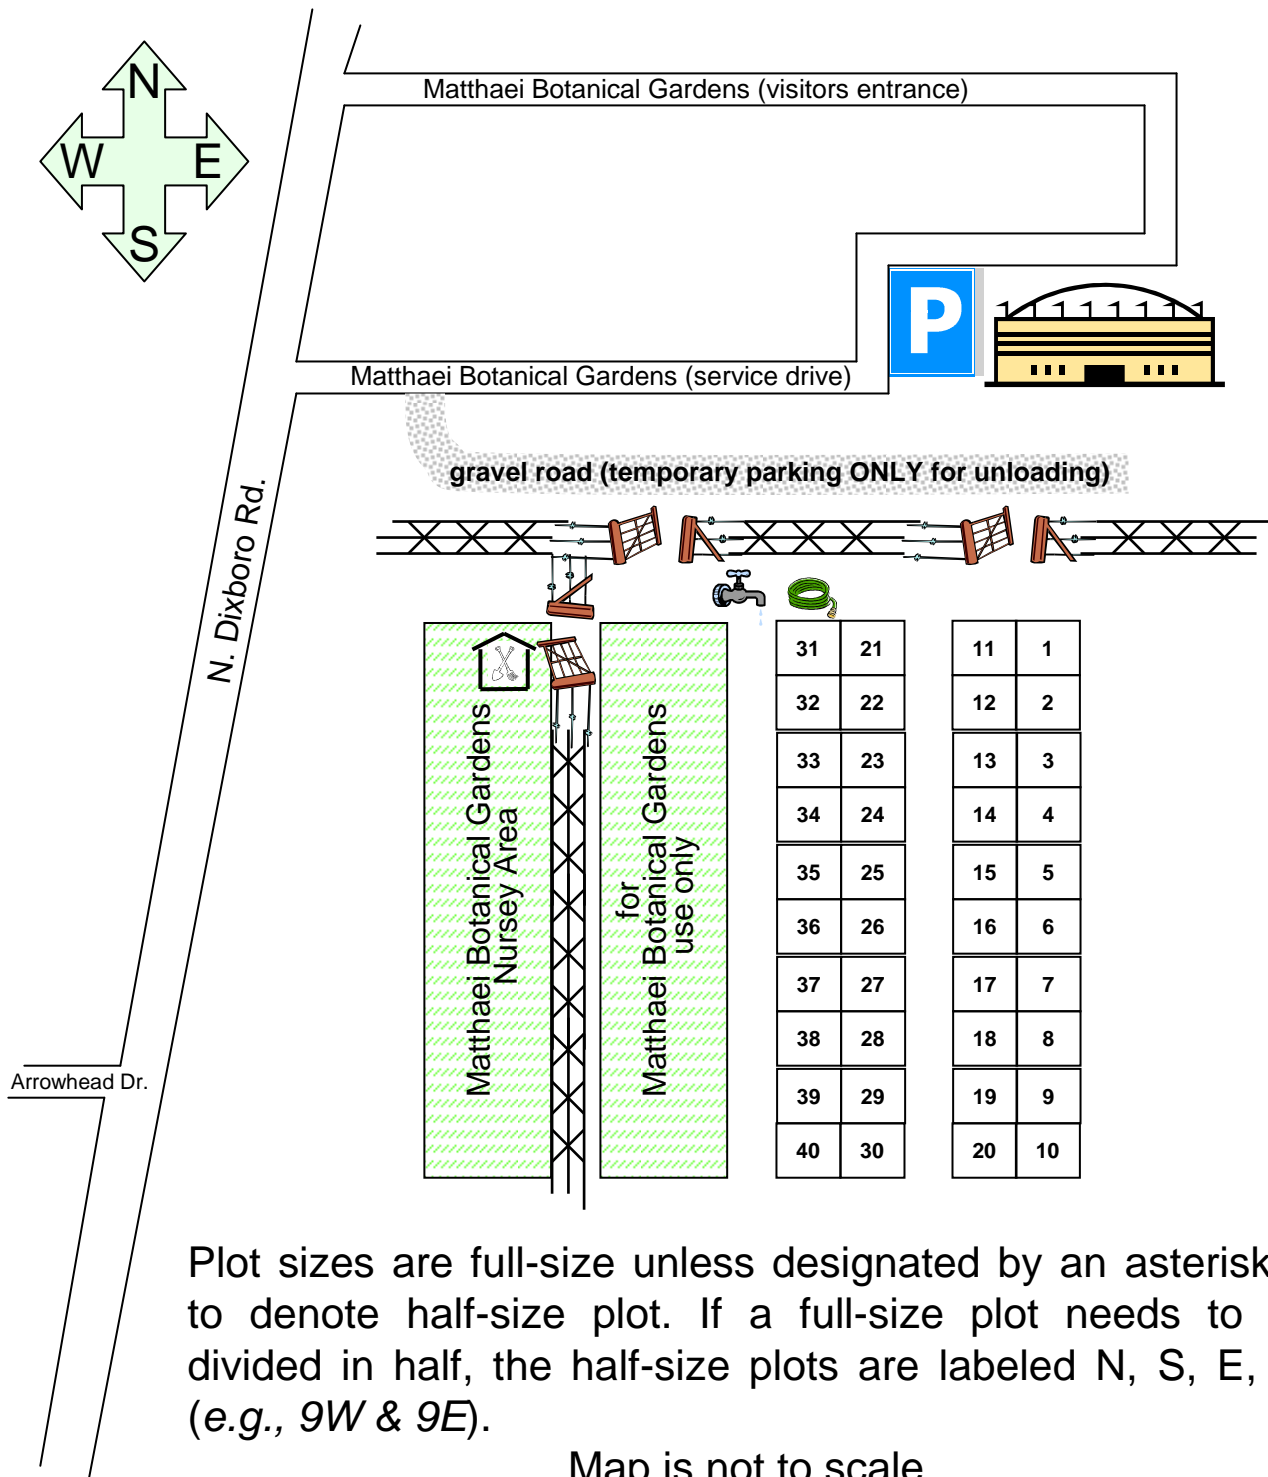 N
W E
S
Matthaei Botanical Gardens (visitors entrance)
P
Matthaei Botanical Gardens (service drive)
gravel road (temporary parking ONLY for unloading)
N. Dixboro Rd.
Arrowhead Dr.
Matthaei Botanical Gardens
Nursey Area
for
Matthaei Botanical Gardens
use only
31 21 11 1
32 22 12 2
33 23 13 3
34 24 14 4
35 25 15 5
36 26 16 6
37 27 17 7
38 28 18 8
39 29 19 9
40 30 20 10
Plot sizes are full-size unless designated by an asterisk
to denote half-size plot. If a full-size plot needs to
divided in half, the half-size plots are labeled N, S, E,
(e.g., 9W & 9E).
Map is not to scale